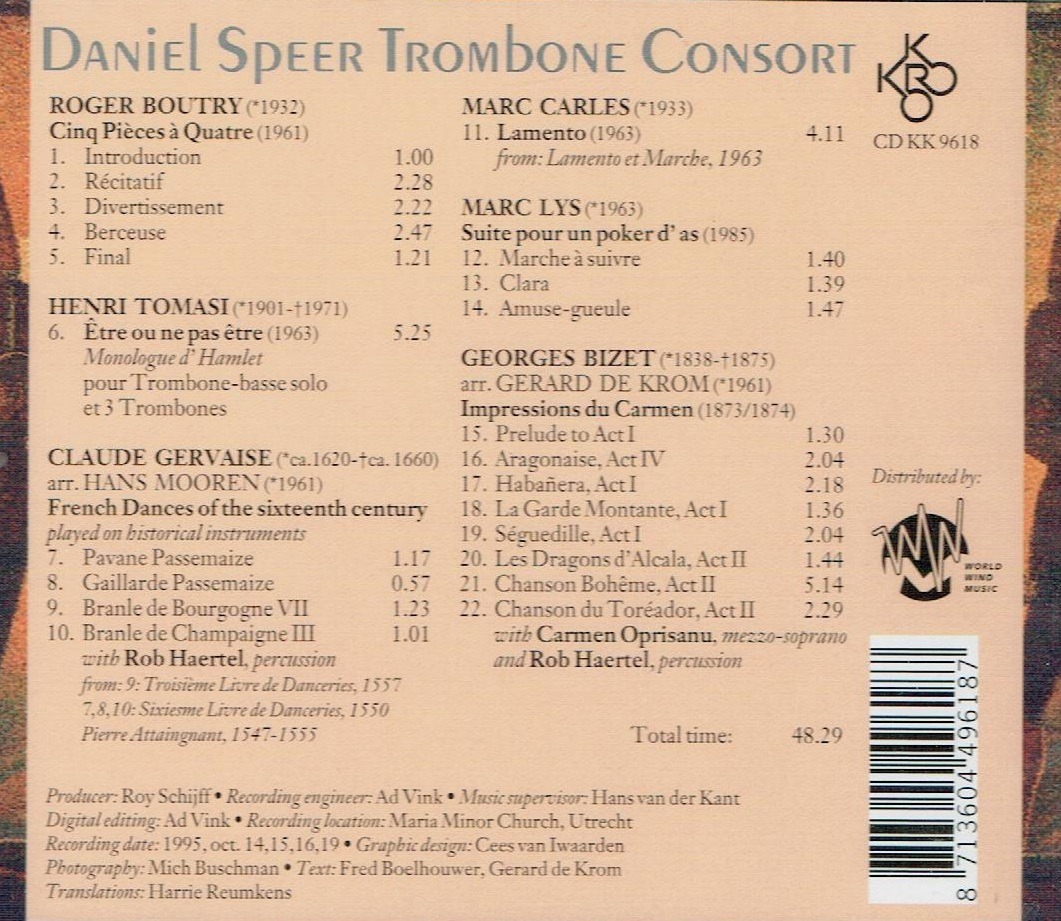 Daniel Speer Trombone Consort
ROGER BOUTRY (*1932)
Cinq Pièces à Quatre (1961)
1. Introduction 1.00
2. Récitatif 2.28
3. Divertissement 2.22
4. Berceuse 2.47
5. Final 1.21
HENRI TOMASI (*1901-†1971)
6. Être ou ne pas être (1963) 5.25
Monologue d'Hamlet
pour Trombone-basse solo
et 3 Trombones
CLAUDE GERVAISE (*ca.1620-†ca. 1660)
arr. HANS MOOREN (*1961)
French Dances of the sixteenth century
played on historical instruments
7. Pavane Passemaize 1.17
8. Gaillarde Passemaize 0.57
9. Branle de Bourgogne VII 1.23
10. Branle de Champaigne III 1.01
with Rob Haertel, percussion
from: 9: Troisième Livre de Danceries, 1557
7,8,10: Sixiesme Livre de Danceries, 1550
Pierre Attaingnant, 1547-1555
MARC CARLES (*1933)
11. Lamento (1963) 4.11
from: Lamento et Marche, 1963
MARC LYS (*1963)
Suite pour un poker d' as (1985)
12. Marche à suivre 1.40
13. Clara 1.39
14. Amuse-gueule 1.47
GEORGES BIZET (*1838-†1875)
arr. GERARD DE KROM (*1961)
Impressions du Carmen (1873/1874)
15. Prelude to Act I 1.30
16. Aragonaise, Act IV 2.04
17. Habañera, Act I 2.18
18. La Garde Montante, Act I 1.36
19. Séguedille, Act I 2.04
20. Les Dragons d'Alcala, Act II 1.44
21. Chanson Bohême, Act II 5.14
22. Chanson du Toréador, Act II 2.29
with Carmen Oprisanu, mezzo-soprano
and Rob Haertel, percussion
Total time: 48.29
K
KRO
O
CD KK 9618
Distributed by:
WMM
WORLD
WIND
MUSIC
8 713604 496187
Producer: Roy Schijff • Recording engineer: Ad Vink • Music supervisor: Hans van der Kant
Digital editing: Ad Vink • Recording location: Maria Minor Church, Utrecht
Recording date: 1995, oct. 14,15,16,19 • Graphic design: Cees van Iwaarden
Photography: Mich Buschman • Text: Fred Boelhouwer, Gerard de Krom
Translations: Harrie Reumkens